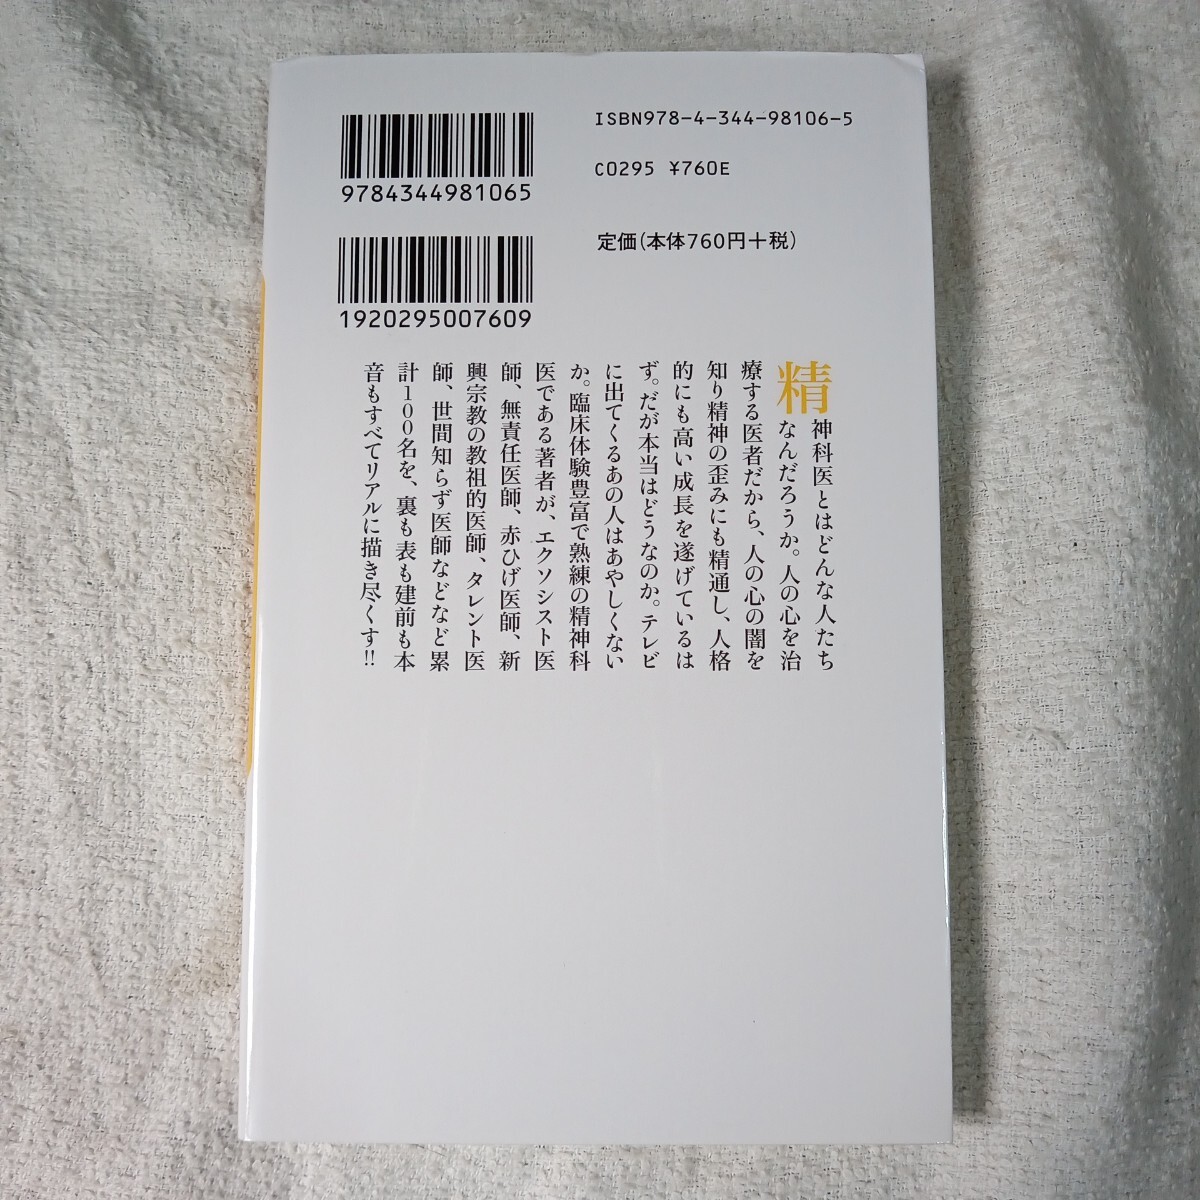 ISBN978-4-344-98106-5
C0295 ¥760E
定価(本体760円+税)
9784344981065
1920295007609
精神科医とはどんな人たち
なんだろうか。人の心を治
療する医者だから、人の心の闇を
知り精神の歪みにも精通し、人格
的にも高い成長を遂げているは
ず。だが本当はどうなのか。テレビ
に出てくるあの人はあやしくない
か。臨床体験豊富で熟練の精神科
医である著者が、エクソシスト医
師、無責任医師、赤ひげ医師、新
興宗教の教祖的医師、タレント医
師、世間知らず医師などなど累
計100名を、裏も表も建前も本
音もすべてリアルに描き尽くす!!